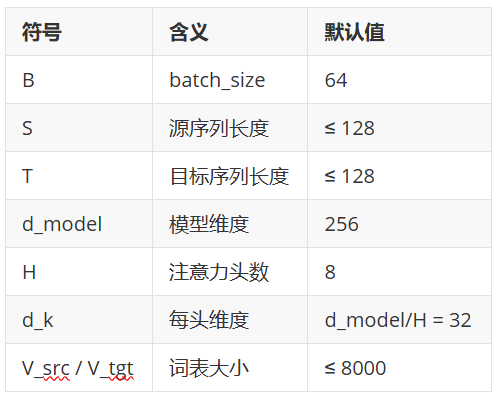 符号 含义 默认值
B batch_size 64
S 源序列长度 ≤ 128
T 目标序列长度 ≤ 128
d_model 模型维度 256
H 注意力头数 8
d_k 每头维度 d_model/H = 32
V_src / V_tgt 词表大小 ≤ 8000